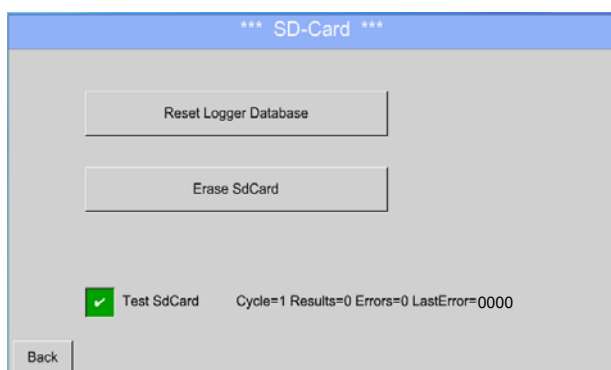 *** SD-Card ***
Reset Logger Database
Erase SdCard
✔ Test SdCard Cycle=1 Results=0 Errors=0 LastError=0000
Back